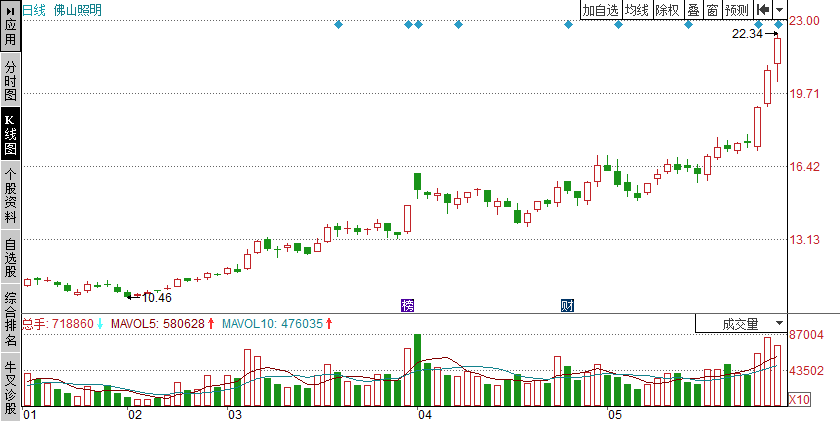 日线 佛山照明
加自选 均线 除权 叠 窗 预测
应用
分时图
K线图
个股资料
自选股
综合排名
牛叉诊股
23.00
22.34
19.71
16.42
13.13
10.46
榜
财
总手: 718860 MAVOL5: 580628 MAVOL10: 476035
成交量
87004
43502
X10
01 02 03 04 05